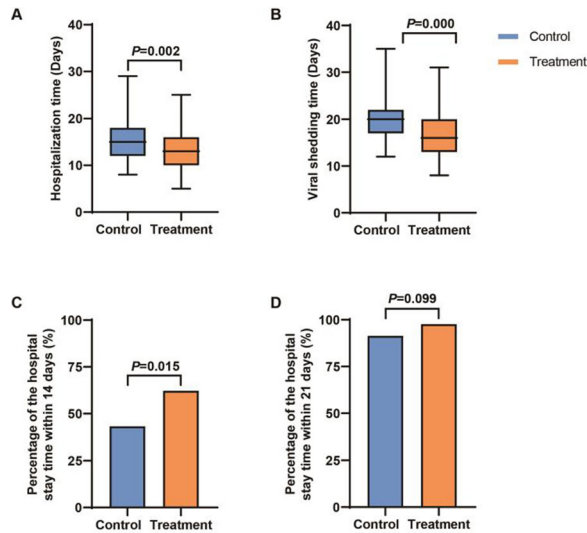 A
Hospitalization time (Days)
40
30
20
10
0
P=0.002
Control Treatment
B
Viral shedding time (Days)
40
30
20
10
0
P=0.000
Control Treatment
Control
Treatment
C
Percentage of the hospital
stay time within 14 days (%)
100
75
50
25
0
P=0.015
Control Treatment
D
Percentage of the hospital
stay time within 21 days (%)
100
75
50
25
0
P=0.099
Control Treatment